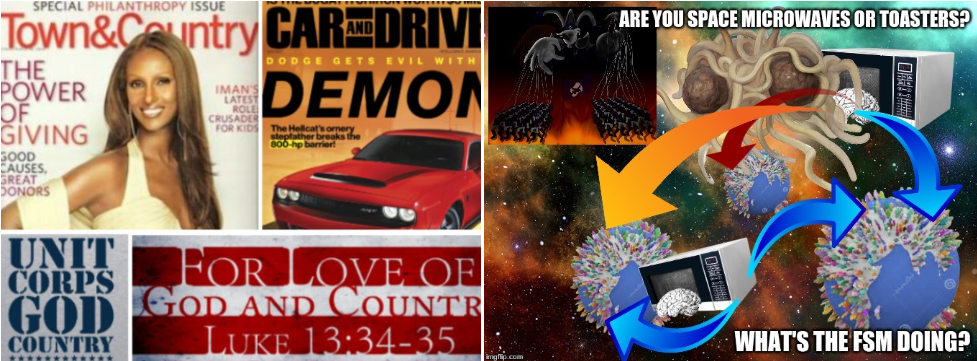 SPECIAL PHILANTHROPY ISSUE
Town&Country
THE
POWER
OF
GIVING
GOOD
CAUSES,
GREAT
DONORS
IMAN'S
LATEST
ROLE:
CRUSADER
FOR KIDS
CAR AND DRIV
DODGE GETS EVIL WITH
DEMON
The Hellcat's ornery
stepfather breaks the
800-hp barrier!
UNIT
CORPS
GOD
COUNTRY
FOR LOVE OF
GOD AND COUNTR
LUKE 13:34-35
ARE YOU SPACE MICROWAVES OR TOASTERS?
WHAT'S THE FSM DOING?
imgflip.com